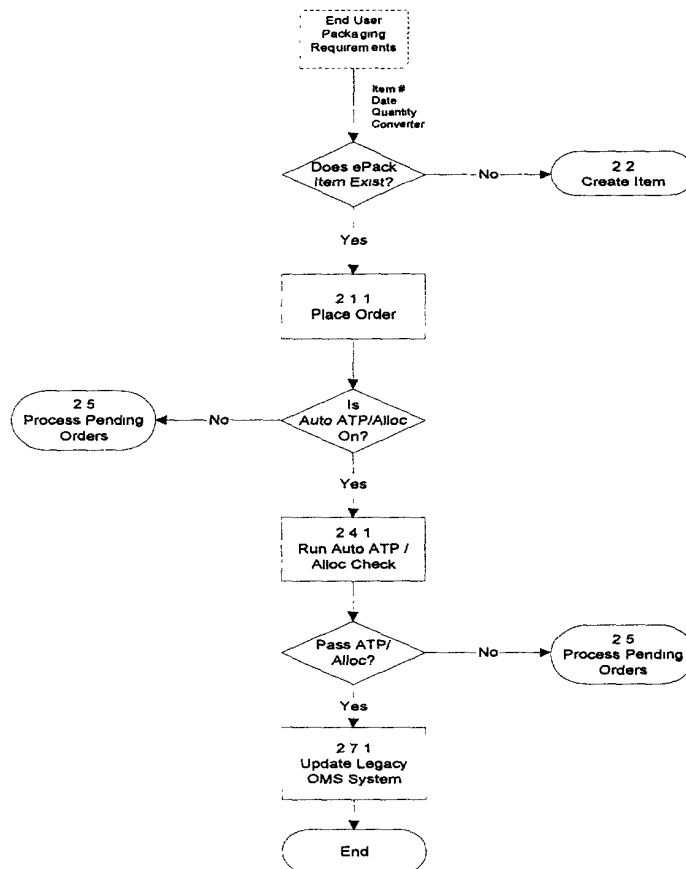 End User
Packaging
Requirements
Item #
Date
Quantity
Converter
Does ePack
Item Exist?
No
2 2
Create Item
Yes
2 1 1
Place Order
Is
Auto ATP/Alloc
On?
No
2 5
Process Pending
Orders
Yes
2 4 1
Run Auto ATP /
Alloc Check
Pass ATP/
Alloc?
No
2 5
Process Pending
Orders
Yes
2 7 1
Update Legacy
OMS System
End